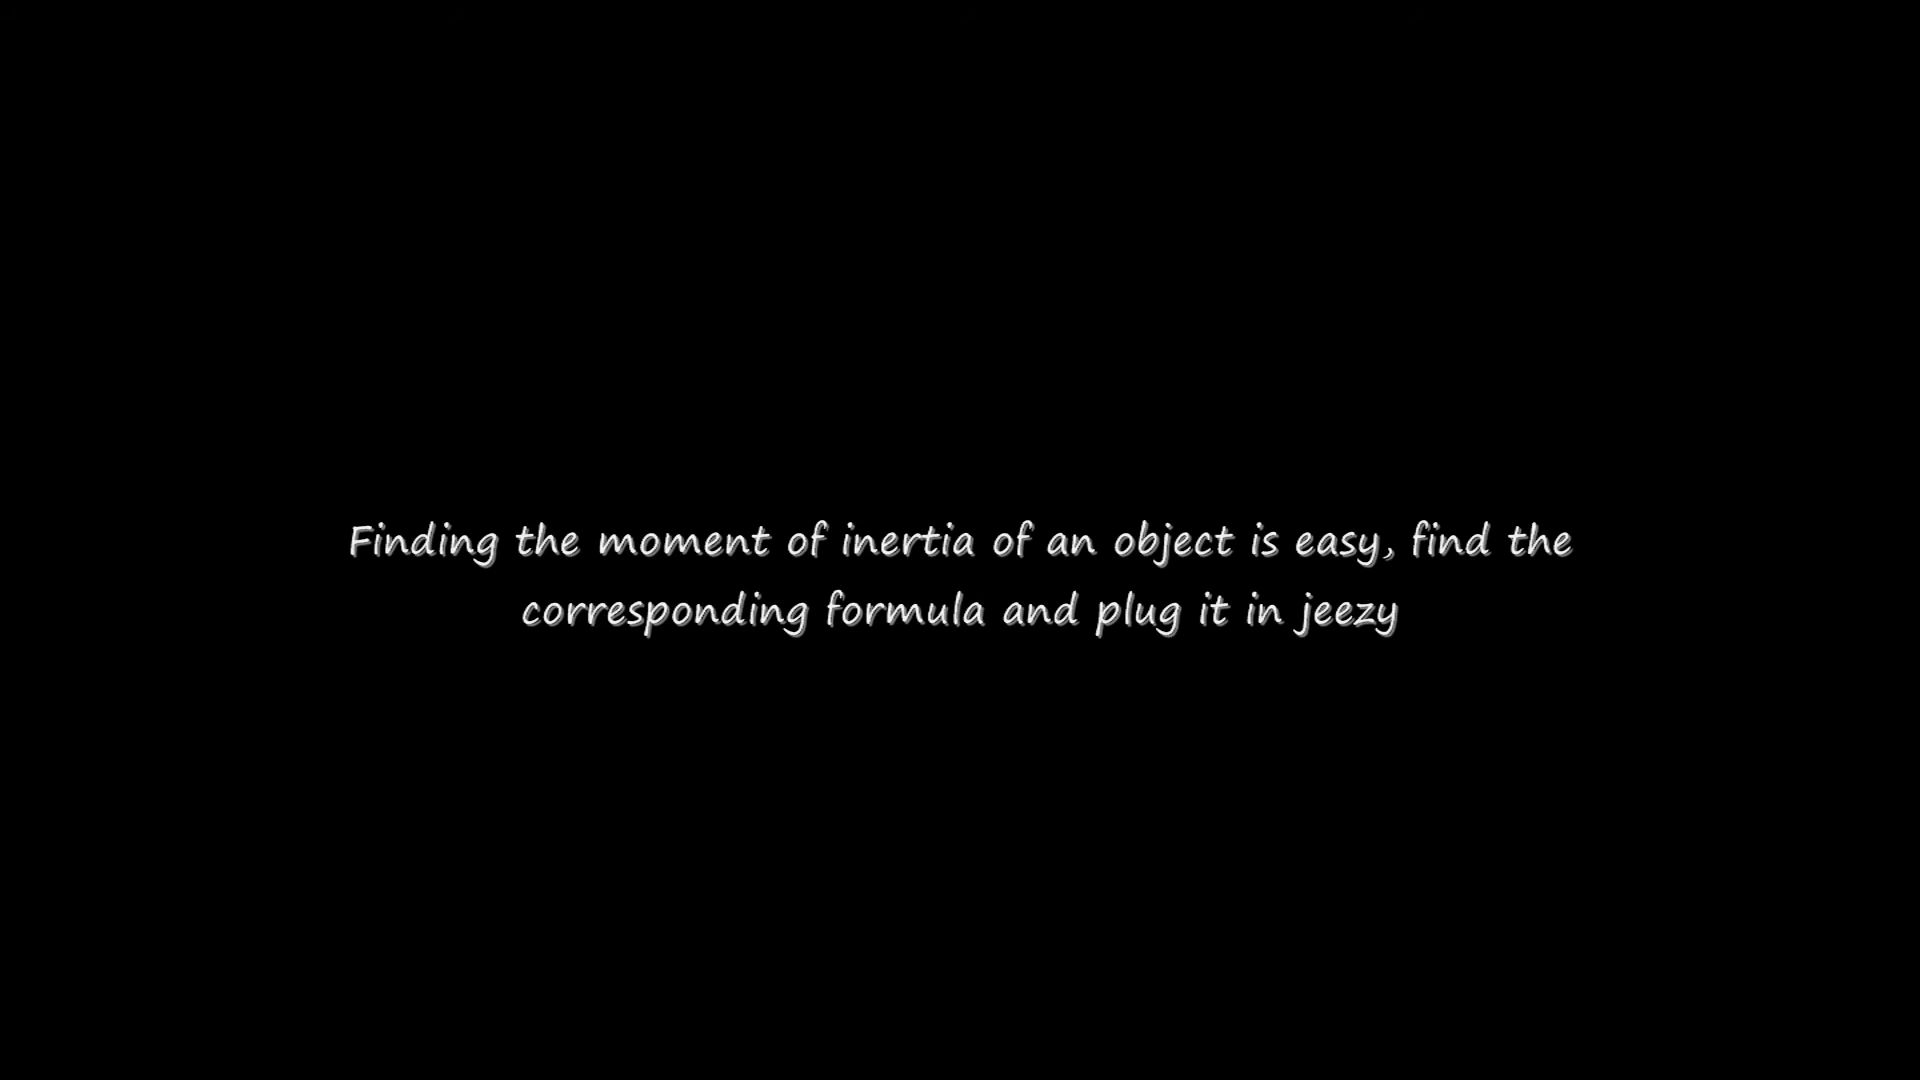 Finding the moment of inertia of an object is easy, find the
corresponding formula and plug it in jeezy